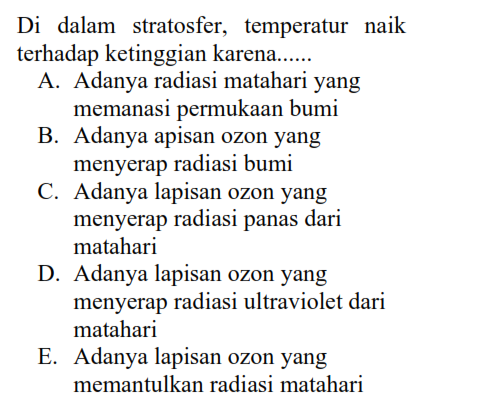 Di dalam stratosfer, temperatur naik
terhadap ketinggian karena......
A. Adanya radiasi matahari yang
memanasi permukaan bumi
B. Adanya apisan ozon yang
menyerap radiasi bumi
C. Adanya lapisan ozon yang
menyerap radiasi panas dari
matahari
D. Adanya lapisan ozon yang
menyerap radiasi ultraviolet dari
matahari
E. Adanya lapisan ozon yang
memantulkan radiasi matahari